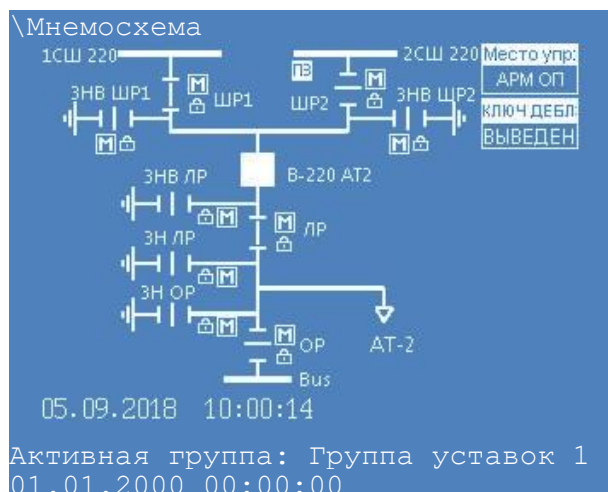 \Мнемосхема
1СШ 220
2СШ 220
Место упр:
АРМ ОП
КЛЮЧ ДЕБЛ:
ВЫВЕДЕН
ПЗ
М
ШР1
М
ШР2
ЗНВ ШР1
М
ЗНВ ШР2
М
В-220 АТ2
ЗНВ ЛР
М
М
ЛР
ЗН ЛР
М
ЗН ОР
М
М
ОР
АТ-2
Bus
05.09.2018 10:00:14
Активная группа: Группа уставок 1
01.01.2000 00:00:00